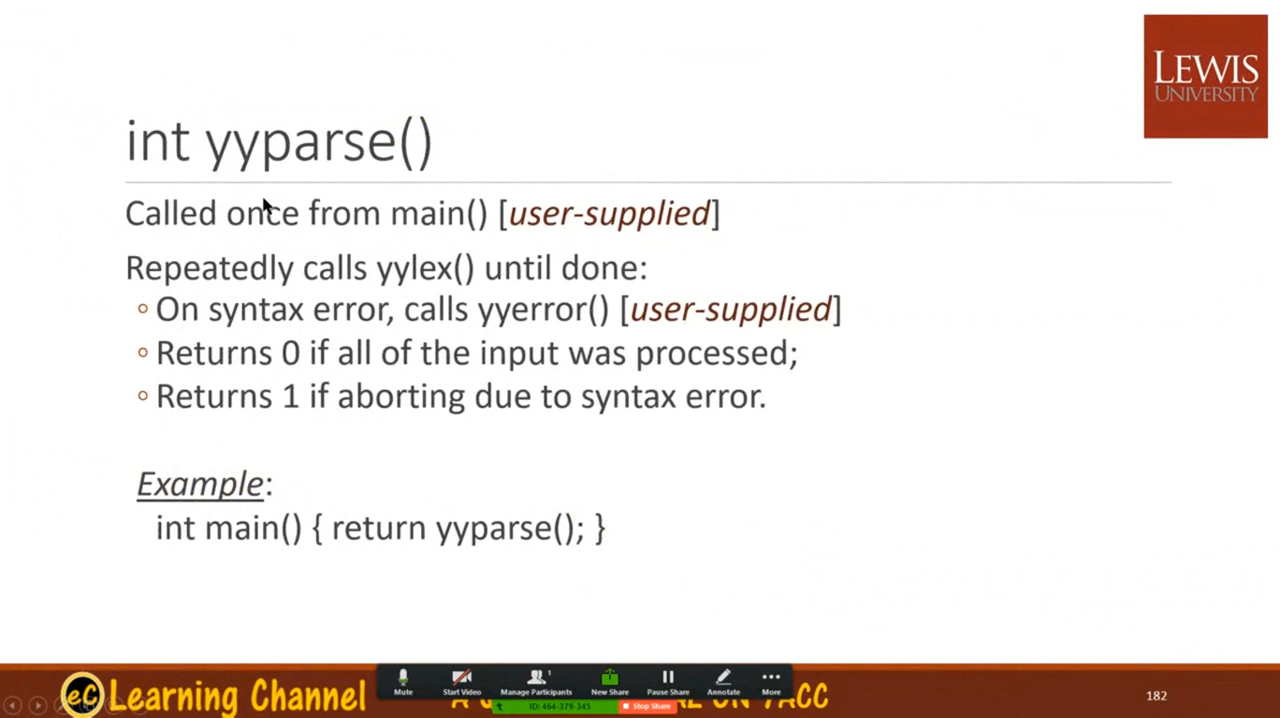 LEWIS
UNIVERSITY
int yyparse()
Called once from main() [user-supplied]
Repeatedly calls yylex() until done:
◦ On syntax error, calls yyerror() [user-supplied]
◦ Returns 0 if all of the input was processed;
◦ Returns 1 if aborting due to syntax error.
Example:
int main() { return yyparse(); }
eC Learning Channel
YACC
182
Mute
Start Video
1
Manage Participants
New Share
Pause Share
Annotate
More
ID: 464-379-345
Stop Share